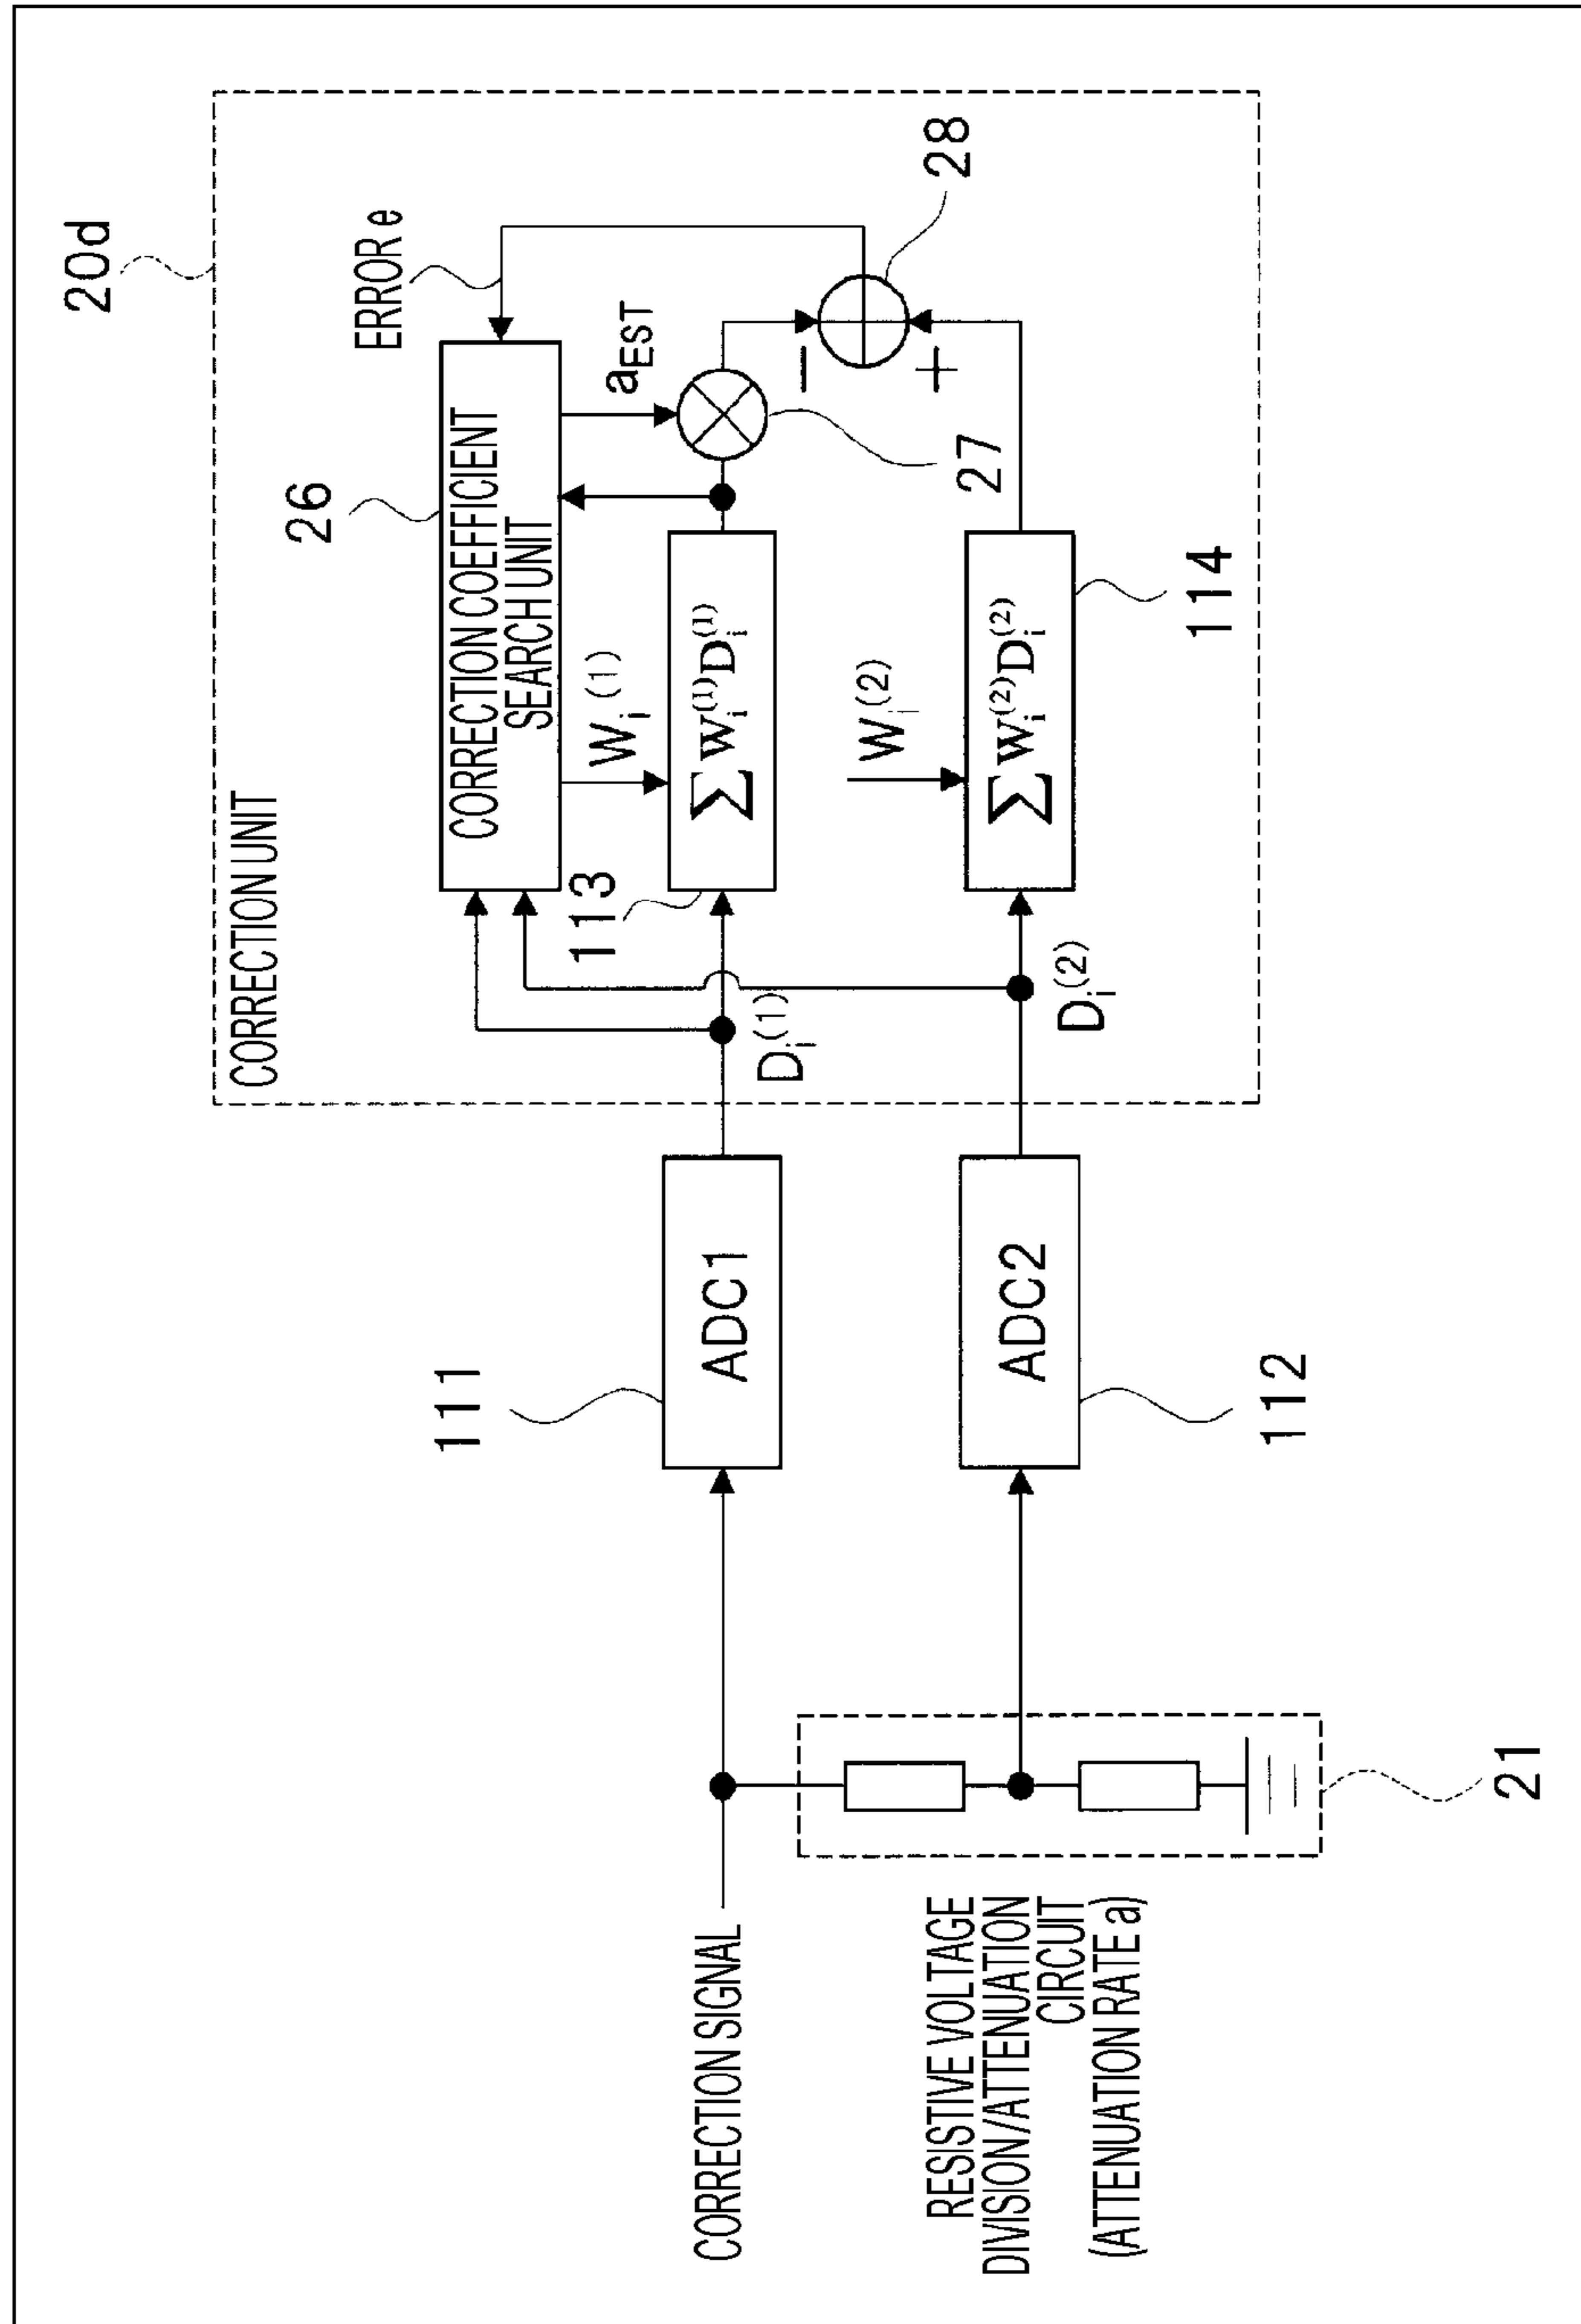 20d
CORRECTION UNIT
26
ERROR e
CORRECTION COEFFICIENT
SEARCH UNIT
W_i^(1)
a_EST
113
∑ W_i^(1) D_i^(1)
28
−
+
27
111
ADC1
D_i^(1)
W_i^(2)
∑ W_i^(2) D_i^(2)
114
CORRECTION SIGNAL
ADC2
D_i^(2)
112
RESISTIVE VOLTAGE
DIVISION/ATTENUATION
CIRCUIT
(ATTENUATION RATE a)
21